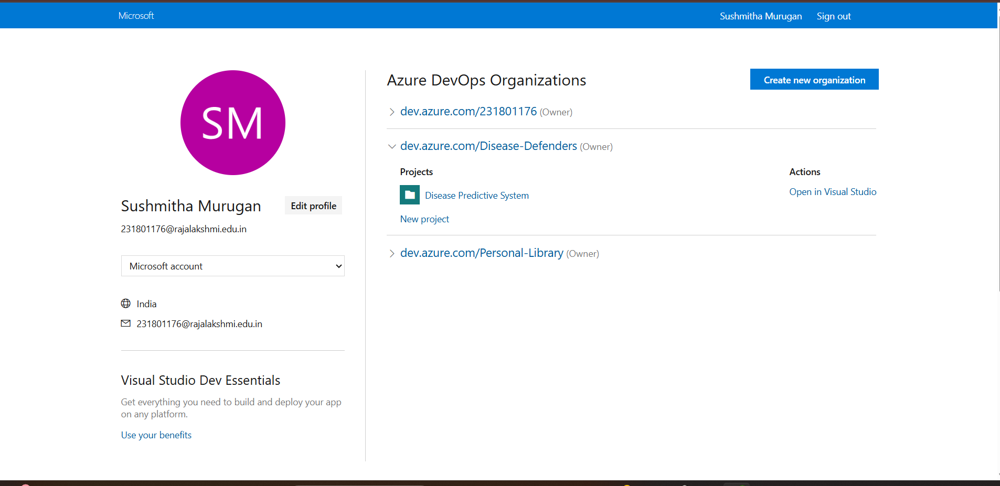 Microsoft
Sushmitha Murugan Sign out
SM
Sushmitha Murugan
Edit profile
231801176@rajalakshmi.edu.in
Microsoft account
India
231801176@rajalakshmi.edu.in
Visual Studio Dev Essentials
Get everything you need to build and deploy your app
on any platform.
Use your benefits
Azure DevOps Organizations
Create new organization
dev.azure.com/231801176 (Owner)
dev.azure.com/Disease-Defenders (Owner)
Projects
Actions
Disease Predictive System
Open in Visual Studio
New project
dev.azure.com/Personal-Library (Owner)